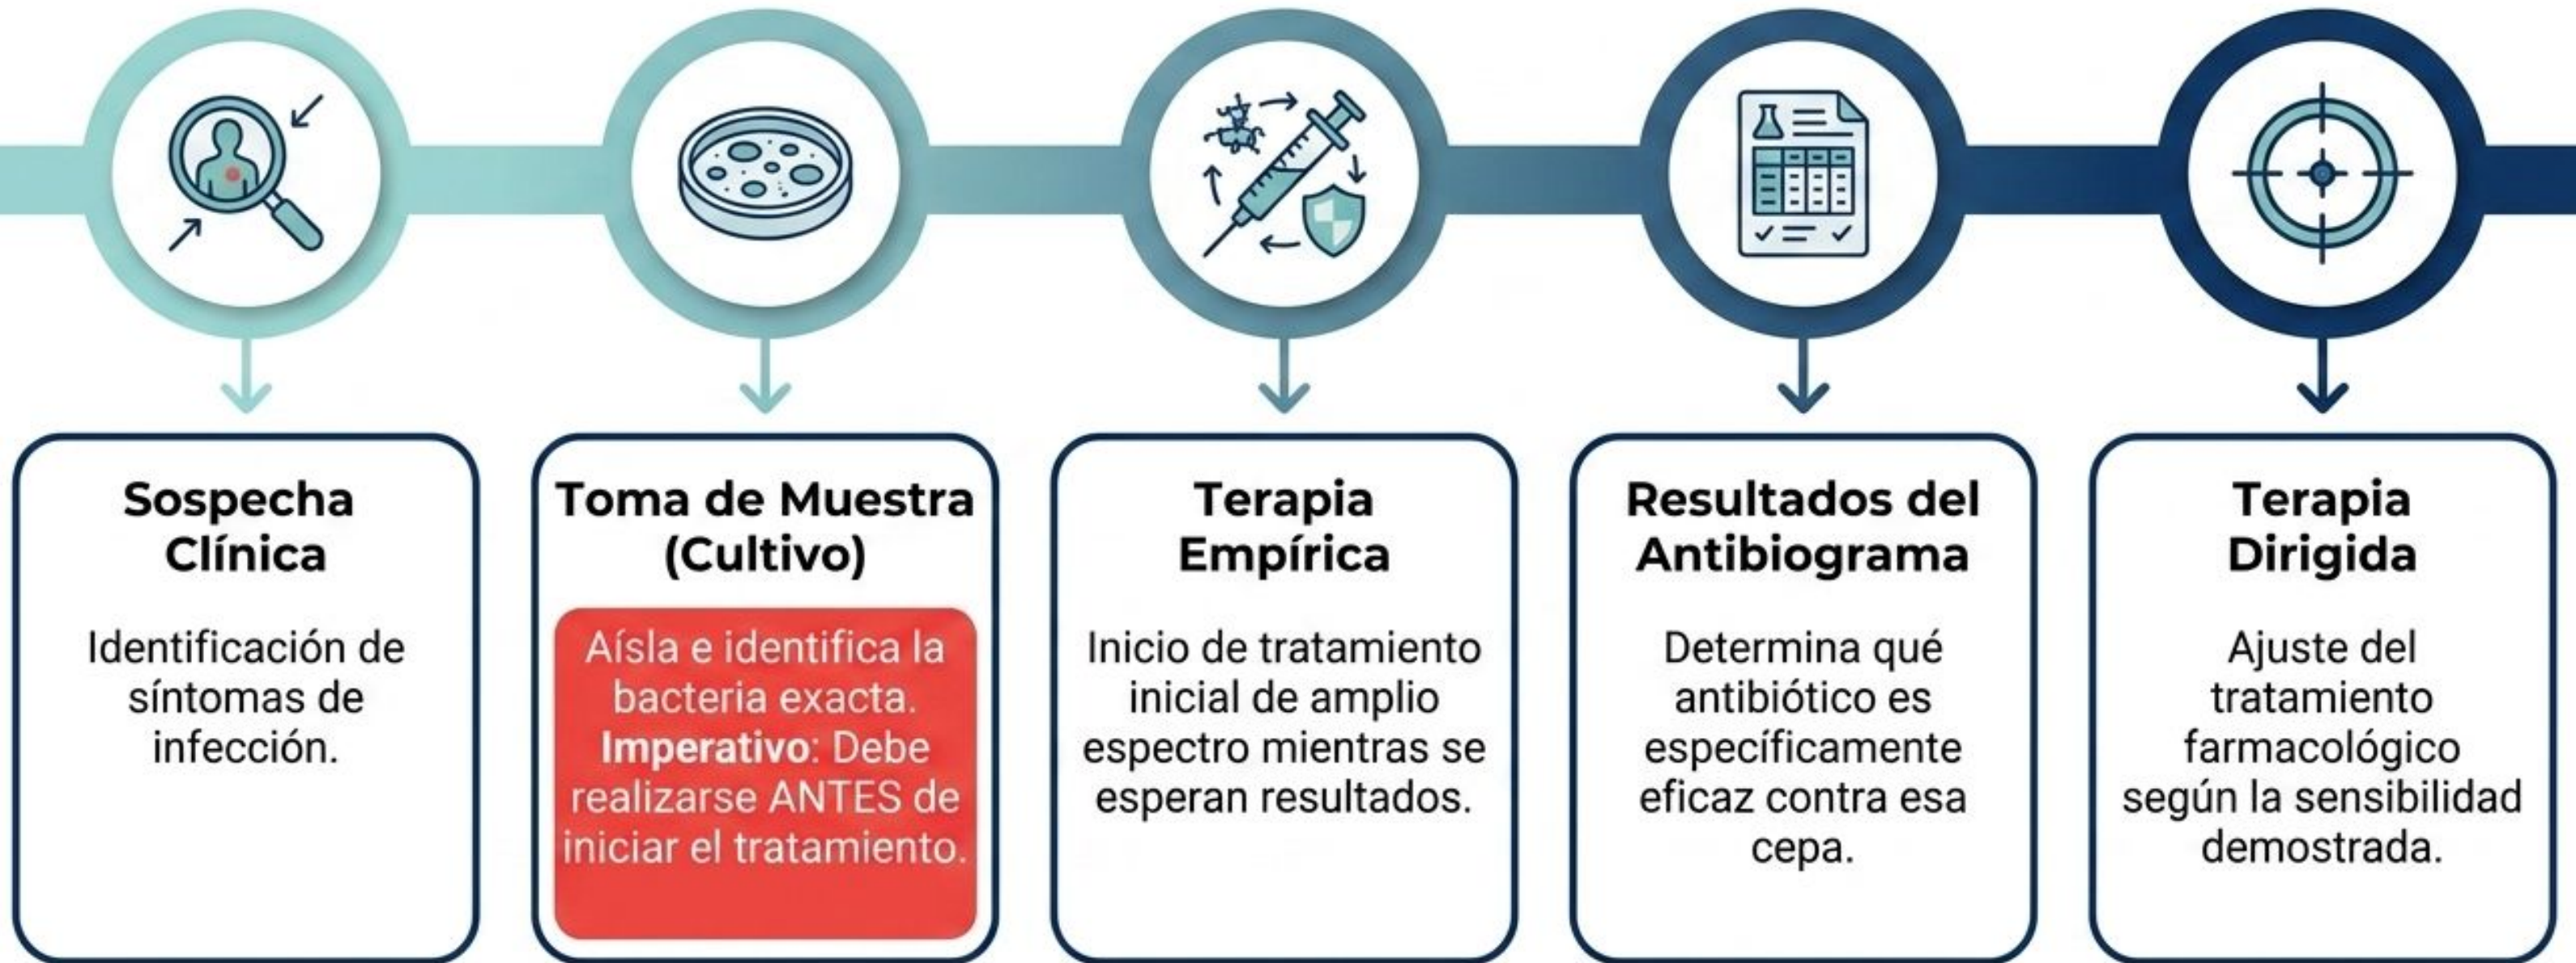 Sospecha
Clínica
Identificación de
síntomas de
infección.
Toma de Muestra
(Cultivo)
Aísla e identifica la
bacteria exacta.
Imperativo: Debe
realizarse ANTES de
iniciar el tratamiento.
Terapia
Empírica
Inicio de tratamiento
inicial de amplio
espectro mientras se
esperan resultados.
Resultados del
Antibiograma
Determina qué
antibiótico es
específicamente
eficaz contra esa
cepa.
Terapia
Dirigida
Ajuste del
tratamiento
farmacológico
según la sensibilidad
demostrada.